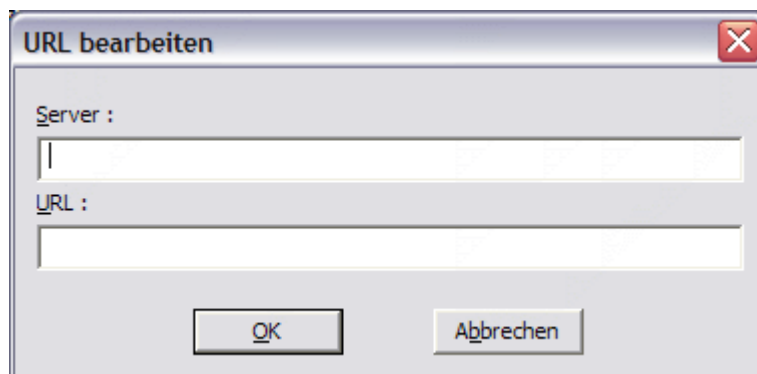 URL bearbeiten
Server :
URL :
OK
Abbrechen